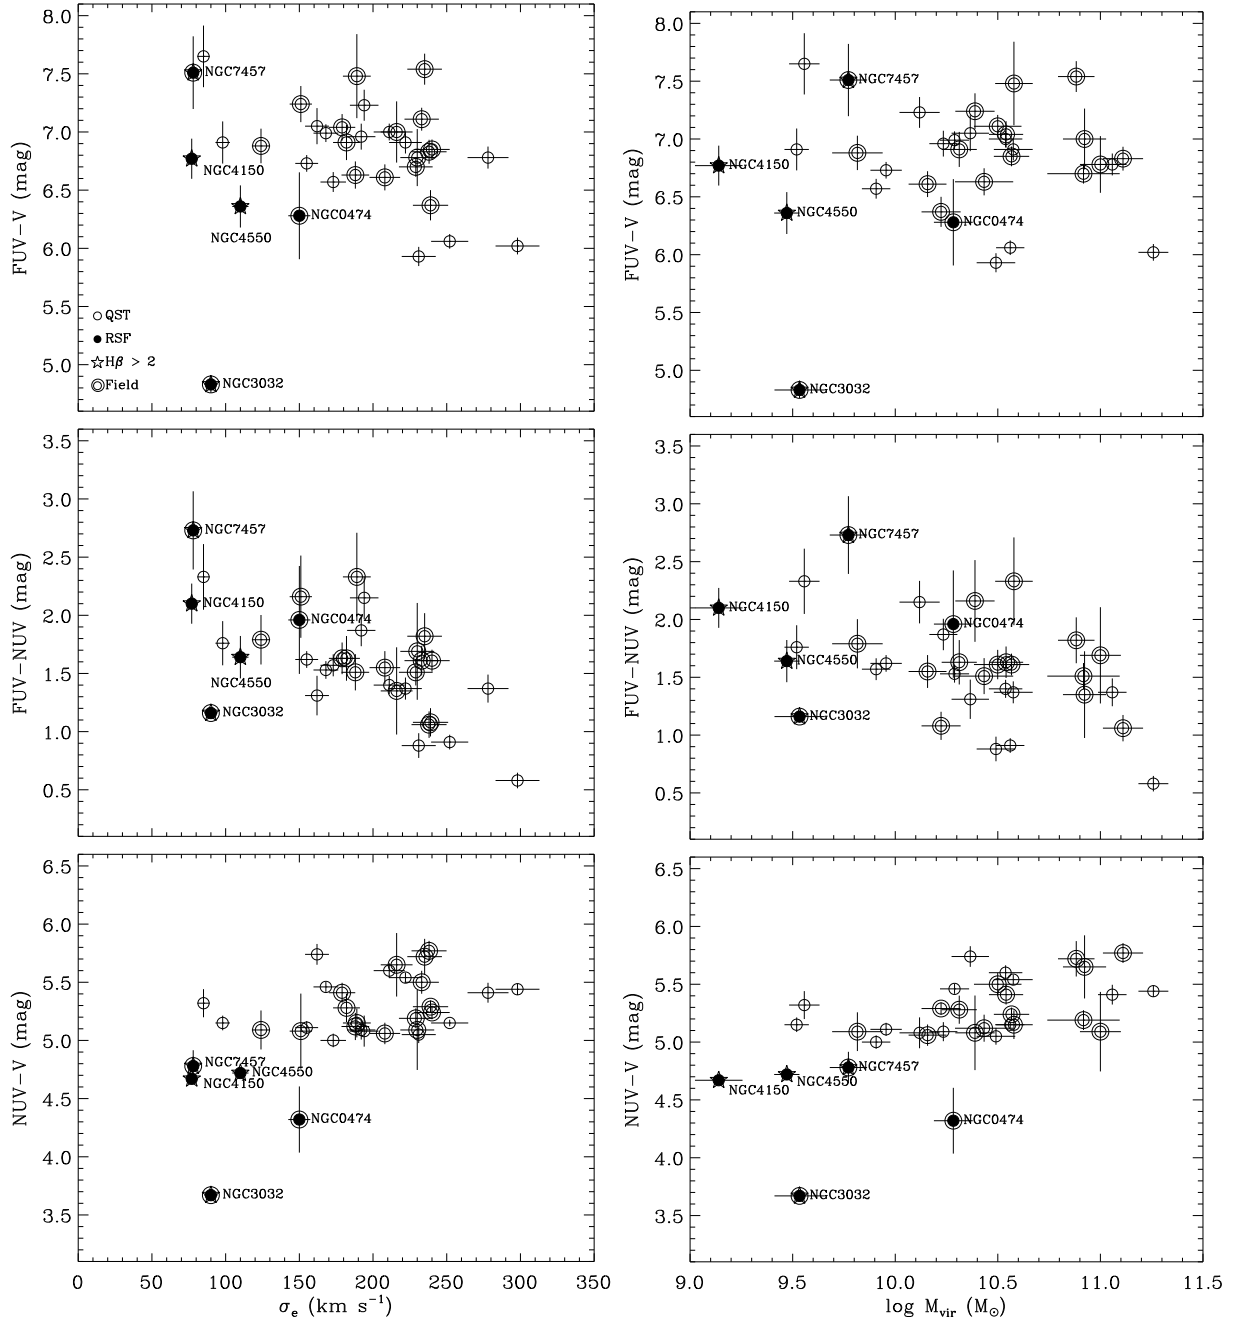 8.0
7.5
7.0
6.5
6.0
5.5
5.0
FUV−V (mag)
NGC7457
NGC4150
NGC4550
NGC0474
NGC3032
QST
RSF
Hβ > 2
Field
8.0
7.5
7.0
6.5
6.0
5.5
5.0
FUV−V (mag)
NGC7457
NGC4150
NGC4550
NGC0474
NGC3032
3.5
3.0
2.5
2.0
1.5
1.0
0.5
FUV−NUV (mag)
NGC7457
NGC4150
NGC0474
NGC4550
NGC3032
3.5
3.0
2.5
2.0
1.5
1.0
0.5
FUV−NUV (mag)
NGC7457
NGC4150
NGC0474
NGC4550
NGC3032
6.5
6.0
5.5
5.0
4.5
4.0
3.5
NUV−V (mag)
NGC7457
NGC4550
NGC4150
NGC0474
NGC3032
0 50 100 150 200 250 300 350
σe (km s⁻¹)
6.5
6.0
5.5
5.0
4.5
4.0
3.5
NUV−V (mag)
NGC7457
NGC4550
NGC4150
NGC0474
NGC3032
9.0 9.5 10.0 10.5 11.0 11.5
log Mvir (M⊙)